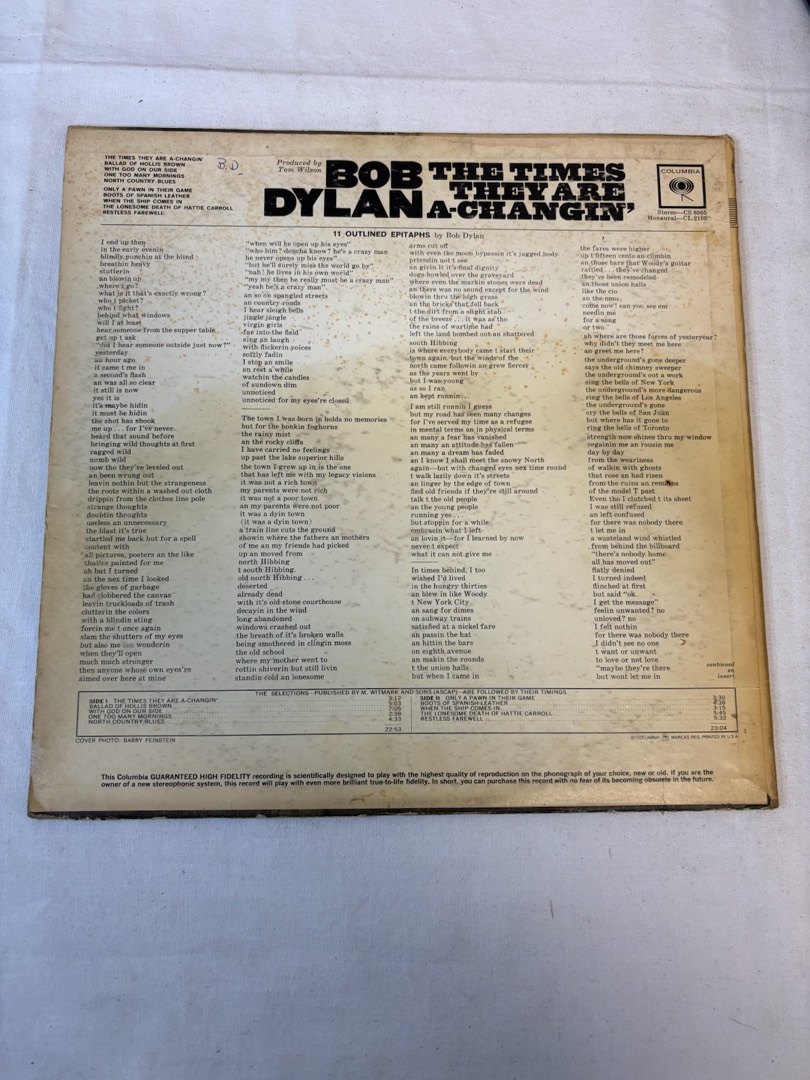 THE TIMES THEY ARE A-CHANGIN'
BALLAD OF HOLLIS BROWN
WITH GOD ON OUR SIDE
ONE TOO MANY MORNINGS
NORTH COUNTRY BLUES
ONLY A PAWN IN THEIR GAME
BOOTS OF SPANISH LEATHER
WHEN THE SHIP COMES IN
THE LONESOME DEATH OF HATTIE CARROLL
RESTLESS FAREWELL
B.D
Produced by
Tom Wilson
BOB
DYLAN
THE TIMES
THEY ARE
A-CHANGIN'
COLUMBIA
Stereo—CS 8905
Monaural—CL 2105
11 OUTLINED EPITAPHS by Bob Dylan
I end up then
in the early evenin
blindly punchin at the blind
breathin heavy
stutterin
an blowin up
where t go?
what is it that's exactly wrong?
who t picket?
who t fight?
behind what windows
will I at least
hear someone from the supper table
get up t ask
"did I hear someone outside just now?"
yesterday
an hour ago
it came t me in
a second's flash
an was all so clear
it still is now
yes it is
it's maybe hidin
it must be hidin
the shot has shook
me up . . . for I've never
heard that sound before
bringing wild thoughts at first
ragged wild
numb wild
now tho they've leveled out
an been wrung out
leavin nothin but the strangeness
the roots within a washed out cloth
drippin from the clothes line pole
strange thoughts
doubtin thoughts
useless an unnecessary
the blast it's true
startled me back but for a spell
content with
all pictures, posters an the like
that're painted for me
ah but I turned
an the nex time I looked
the gloves of garbage
had clobbered the canvas
leavin truckloads of trash
clutterin the colors
with a blindin sting
forcin me t once again
slam the shutters of my eyes
but also me wonderin
when they'll open
much much stronger
then anyone whose own eyes're
aimed over here at mine
"when will he open up his eyes"
"who him? doncha know? he's a crazy man
he never opens up his eyes"
"but he'll surely miss the world go by"
"nah! he lives in his own world"
"my my then he really must be a crazy man"
"yeah he's a crazy man"
an so on spangled streets
an country roads
I hear sleigh bells
jingle jangle
virgin girls
far into the field
sing an laugh
with flickerin voices
softly fadin
I stop an smile
an rest a while
watchin the candles
of sundown dim
unnoticed
unnoticed for my eyes're closed
The town I was born in holds no memories
but for the honkin foghorns
the rainy mist
an the rocky cliffs
I have carried no feelings
up past the lake superior hills
the town I grew up in is the one
that has left me with my legacy visions
it was not a rich town
my parents were not rich
it was not a poor town
an my parents were not poor
it was a dyin town
(it was a dyin town)
a train line cuts the ground
showin where the fathers an mothers
of me an my friends had picked
up an moved from
north Hibbing
t south Hibbing.
old north Hibbing . . .
deserted
already dead
with it's old stone courthouse
decayin in the wind
long abandoned
windows crashed out
the breath of it's broken walls
being smothered in clingin moss
the old school
where my mother went to
rottin shiverin but still livin
standin cold an lonesome
arms cut off
with even the moon bypassin it's jagged body
pretendin not t see
an givin it it's final dignity
dogs howled over the graveyard
where even the markin stones were dead
an there was no sound except for the wind
blowin thru the high grass
an the bricks that fell back
t the dirt from a slight stab
of the breeze . . . it was as tho
the rains of wartime had
left the land bombed out an shattered
south Hibbing
is where everybody came t start their
town again. but the winds of the
north came followin an grew fiercer
as the years went by
but I was young
an so I ran
an kept runnin . . .
I am still runnin I guess
but my road has seen many changes
for I've served my time as a refugee
in mental terms an in physical terms
an many a fear has vanished
an many an attitude has fallen
an many a dream has faded
an I know I shall meet the snowy North
again—but with changed eyes nex time round
t walk lazily down it's streets
an linger by the edge of town
find old friends if they're still around
talk t the old people
an the young people
running yes . . .
but stoppin for a while
embracin what I left
an lovin it—for I learned by now
never t expect
what it can not give me
In times behind, I too
wished I'd lived
in the hungry thirties
an blew in like Woody
t New York City
an sang for dimes
on subway trains
satisfied at a nickel fare
an passin the hat
an hittin the bars
on eighth avenue
an makin the rounds
t the union halls
but when I came in
the fares were higher
up t fifteen cents an climbin
an those bars that Woody's guitar
rattled . . . they've changed
they've been remodeled
an those union halls
like the cio
an the nmu
come now! can you see em
needin me
for a song
or two
ah where are those forces of yesteryear?
why didn't they meet me here
an greet me here?
the underground's gone deeper
says the old chimney sweeper
the underground's out a work
sing the bells of New York
the underground's more dangerous
ring the bells of Los Angeles
the underground's gone
cry the bells of San Juan
but where has it gone to
ring the bells of Toronto
strength now shines thru my window
regainin me an rousin me
day by day
from the weariness
of walkin with ghosts
that rose an had risen
from the ruins an remains
of the model T past
Even tho I clutched t its sheet
I was still refused
an left confused
for there was nobody there
t let me in
a wasteland wind whistled
from behind the billboard
"there's nobody home
all has moved out"
flatly denied
I turned indeed
flinched at first
but said "ok
I get the message"
feelin unwanted? no
unloved? no
I felt nothin
for there was nobody there
I didn't see no one
t want or unwant
to love or not love
"maybe they're there
but wont let me in
continued
on
insert
THE SELECTIONS—PUBLISHED BY M. WITMARK AND SONS (ASCAP)—ARE FOLLOWED BY THEIR TIMINGS
SIDE I THE TIMES THEY ARE A-CHANGIN' 3:12
BALLAD OF HOLLIS BROWN 5:03
WITH GOD ON OUR SIDE 7:05
ONE TOO MANY MORNINGS 2:38
NORTH COUNTRY BLUES 4:33
22:53
SIDE II ONLY A PAWN IN THEIR GAME 3:30
BOOTS OF SPANISH LEATHER 4:38
WHEN THE SHIP COMES IN 3:15
THE LONESOME DEATH OF HATTIE CARROLL 5:45
RESTLESS FAREWELL 5:32
23:04
COVER PHOTO: BARRY FEINSTEIN
MARCAS REG. PRINTED IN U.S.A.
1
This Columbia GUARANTEED HIGH FIDELITY recording is scientifically designed to play with the highest quality of reproduction on the phonograph of your choice, new or old. If you are the
owner of a new stereophonic system, this record will play with even more brilliant true-to-life fidelity. In short, you can purchase this record with no fear of its becoming obsolete in the future.